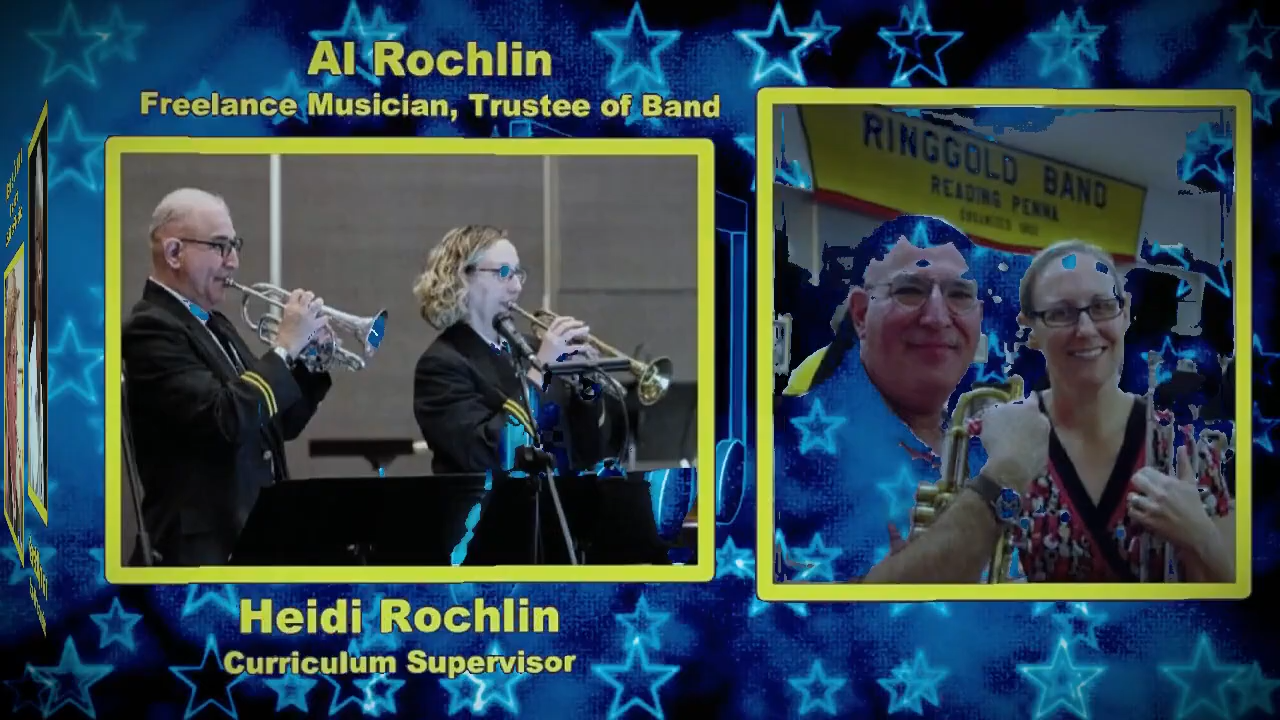 Al Rochlin
Freelance Musician, Trustee of Band
RINGGOLD BAND
READING PENNA
Heidi Rochlin
Curriculum Supervisor